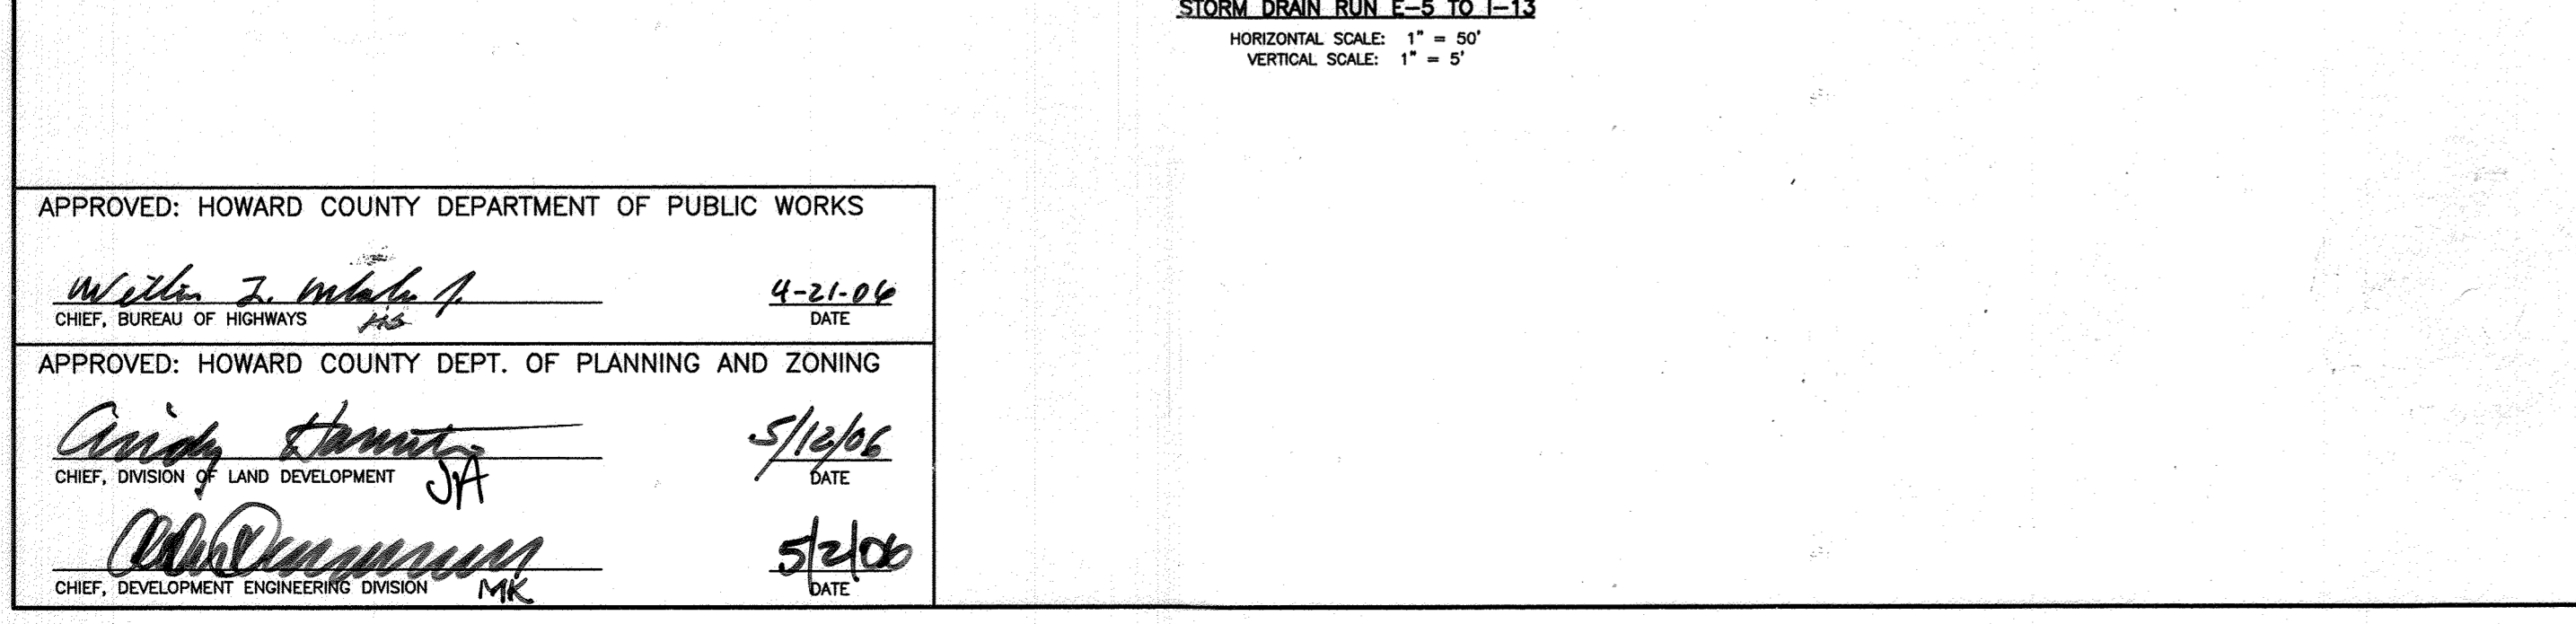 STORM DRAIN RUN E-5 TO I-13
HORIZONTAL SCALE: 1" = 50'
VERTICAL SCALE: 1" = 5'
APPROVED: HOWARD COUNTY DEPARTMENT OF PUBLIC WORKS
4-21-06
CHIEF, BUREAU OF HIGHWAYS
DATE
APPROVED: HOWARD COUNTY DEPT. OF PLANNING AND ZONING
Cindy 5/12/06
CHIEF, DIVISION OF LAND DEVELOPMENT JA DATE
5/2/06
CHIEF, DEVELOPMENT ENGINEERING DIVISION MK DATE